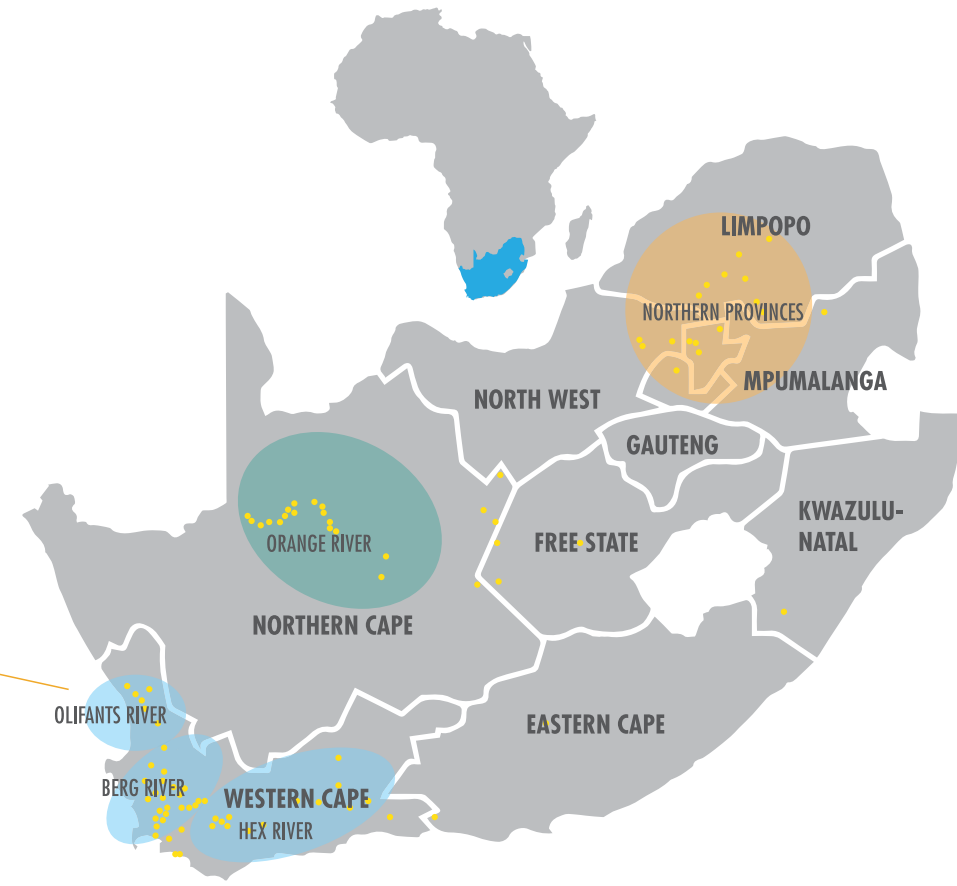 LIMPOPO
NORTHERN PROVINCES
MPUMALANGA
NORTH WEST
GAUTENG
KWAZULU-
NATAL
FREE STATE
ORANGE RIVER
NORTHERN CAPE
OLIFANTS RIVER
EASTERN CAPE
BERG RIVER
WESTERN CAPE
HEX RIVER